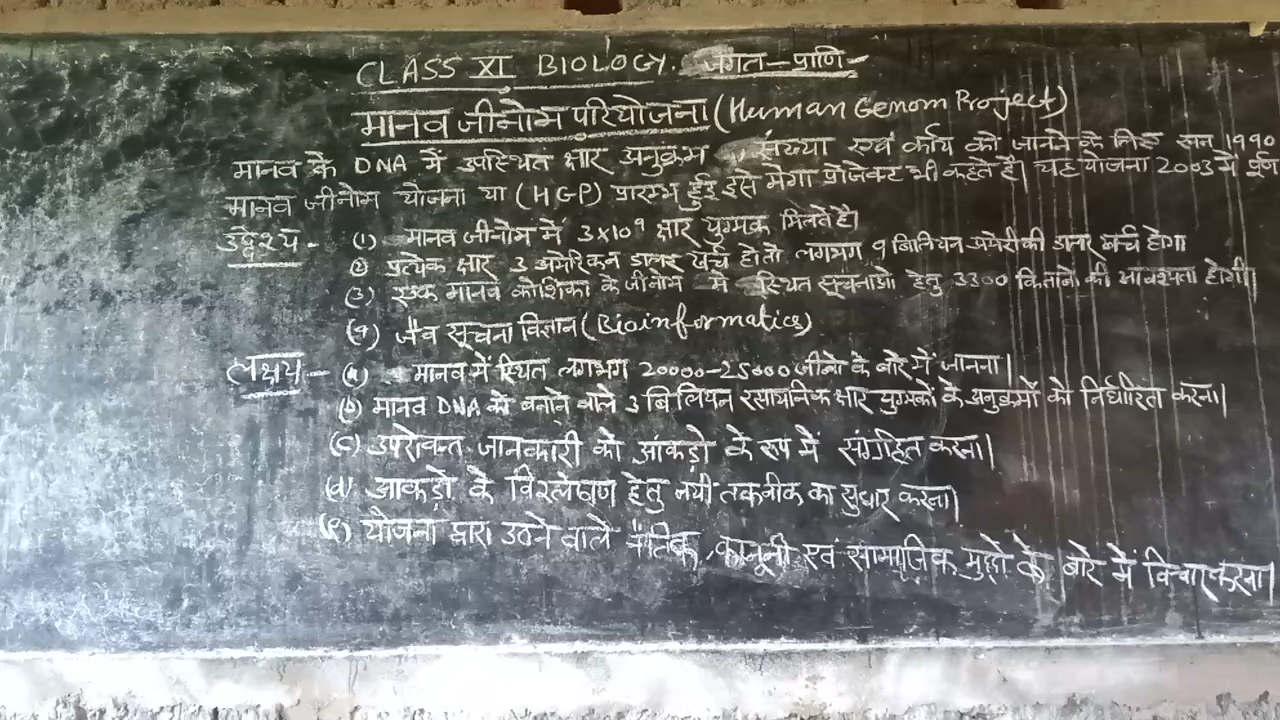 CLASS XI BIOLOGY. जगत-प्राणि-
मानव जीनोम परियोजना (Human Genom Project)
मानव के DNA में उपस्थित क्षार अनुक्रम संख्या एवं कार्य को जानने के लिए सन 1990
मानव जीनोम योजना या (HGP) प्रारम्भ हुई इसे मेगा प्रोजेक्ट भी कहते है। यह योजना 2003 में पूर्ण
उद्देश्य - (1) मानव जीनोम में 3×10⁹ क्षार युग्मक मिलते है।
(2) प्रत्येक क्षार 3 अमेरिकन डालर खर्च हो तो लगभग 9 बिलियन अमेरीकी डालर खर्च होगा
(3) एक मानव कोशिका के जीनोम में स्थित सूचनाओ हेतु 3300 किताबो की आवश्यता होगी।
(4) जैव सूचना विज्ञान (Bioinformatics)
लक्ष्य - (a) मानव में स्थित लगभग 20000-25000 जीनो के बारे में जानना।
(b) मानव DNA को बनाने वाले 3 बिलियन रसायनिक क्षार युग्मको के अनुक्रमों को निर्धारित करना।
(c) उपरोक्त जानकारी को आंकड़ो के रूप में संग्रहित करना।
(d) आकड़ो के विश्लेषण हेतु नयी तकनीक का सुधार करना।
(e) योजना द्वारा उठने वाले नैतिक, कानूनी एवं सामाजिक मुद्दो के बारे में विचार करना।